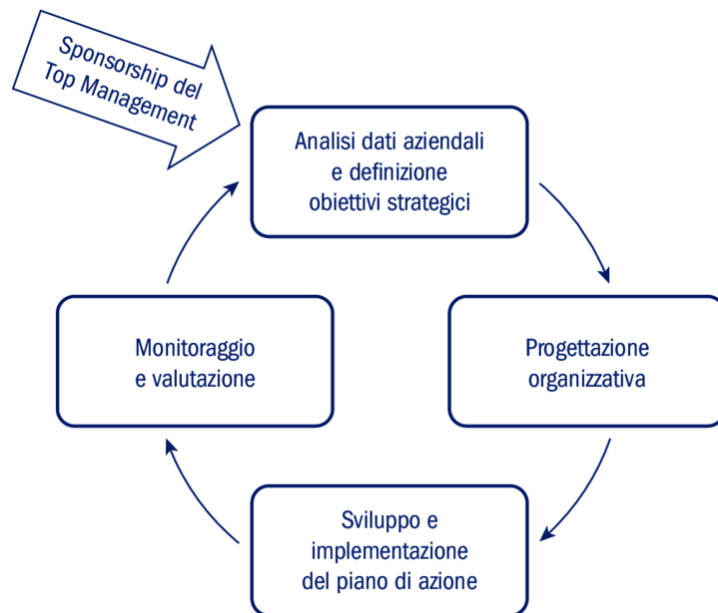 Sponsorship del
Top Management
Analisi dati aziendali
e definizione
obiettivi strategici
Monitoraggio
e valutazione
Progettazione
organizzativa
Sviluppo e
implementazione
del piano di azione